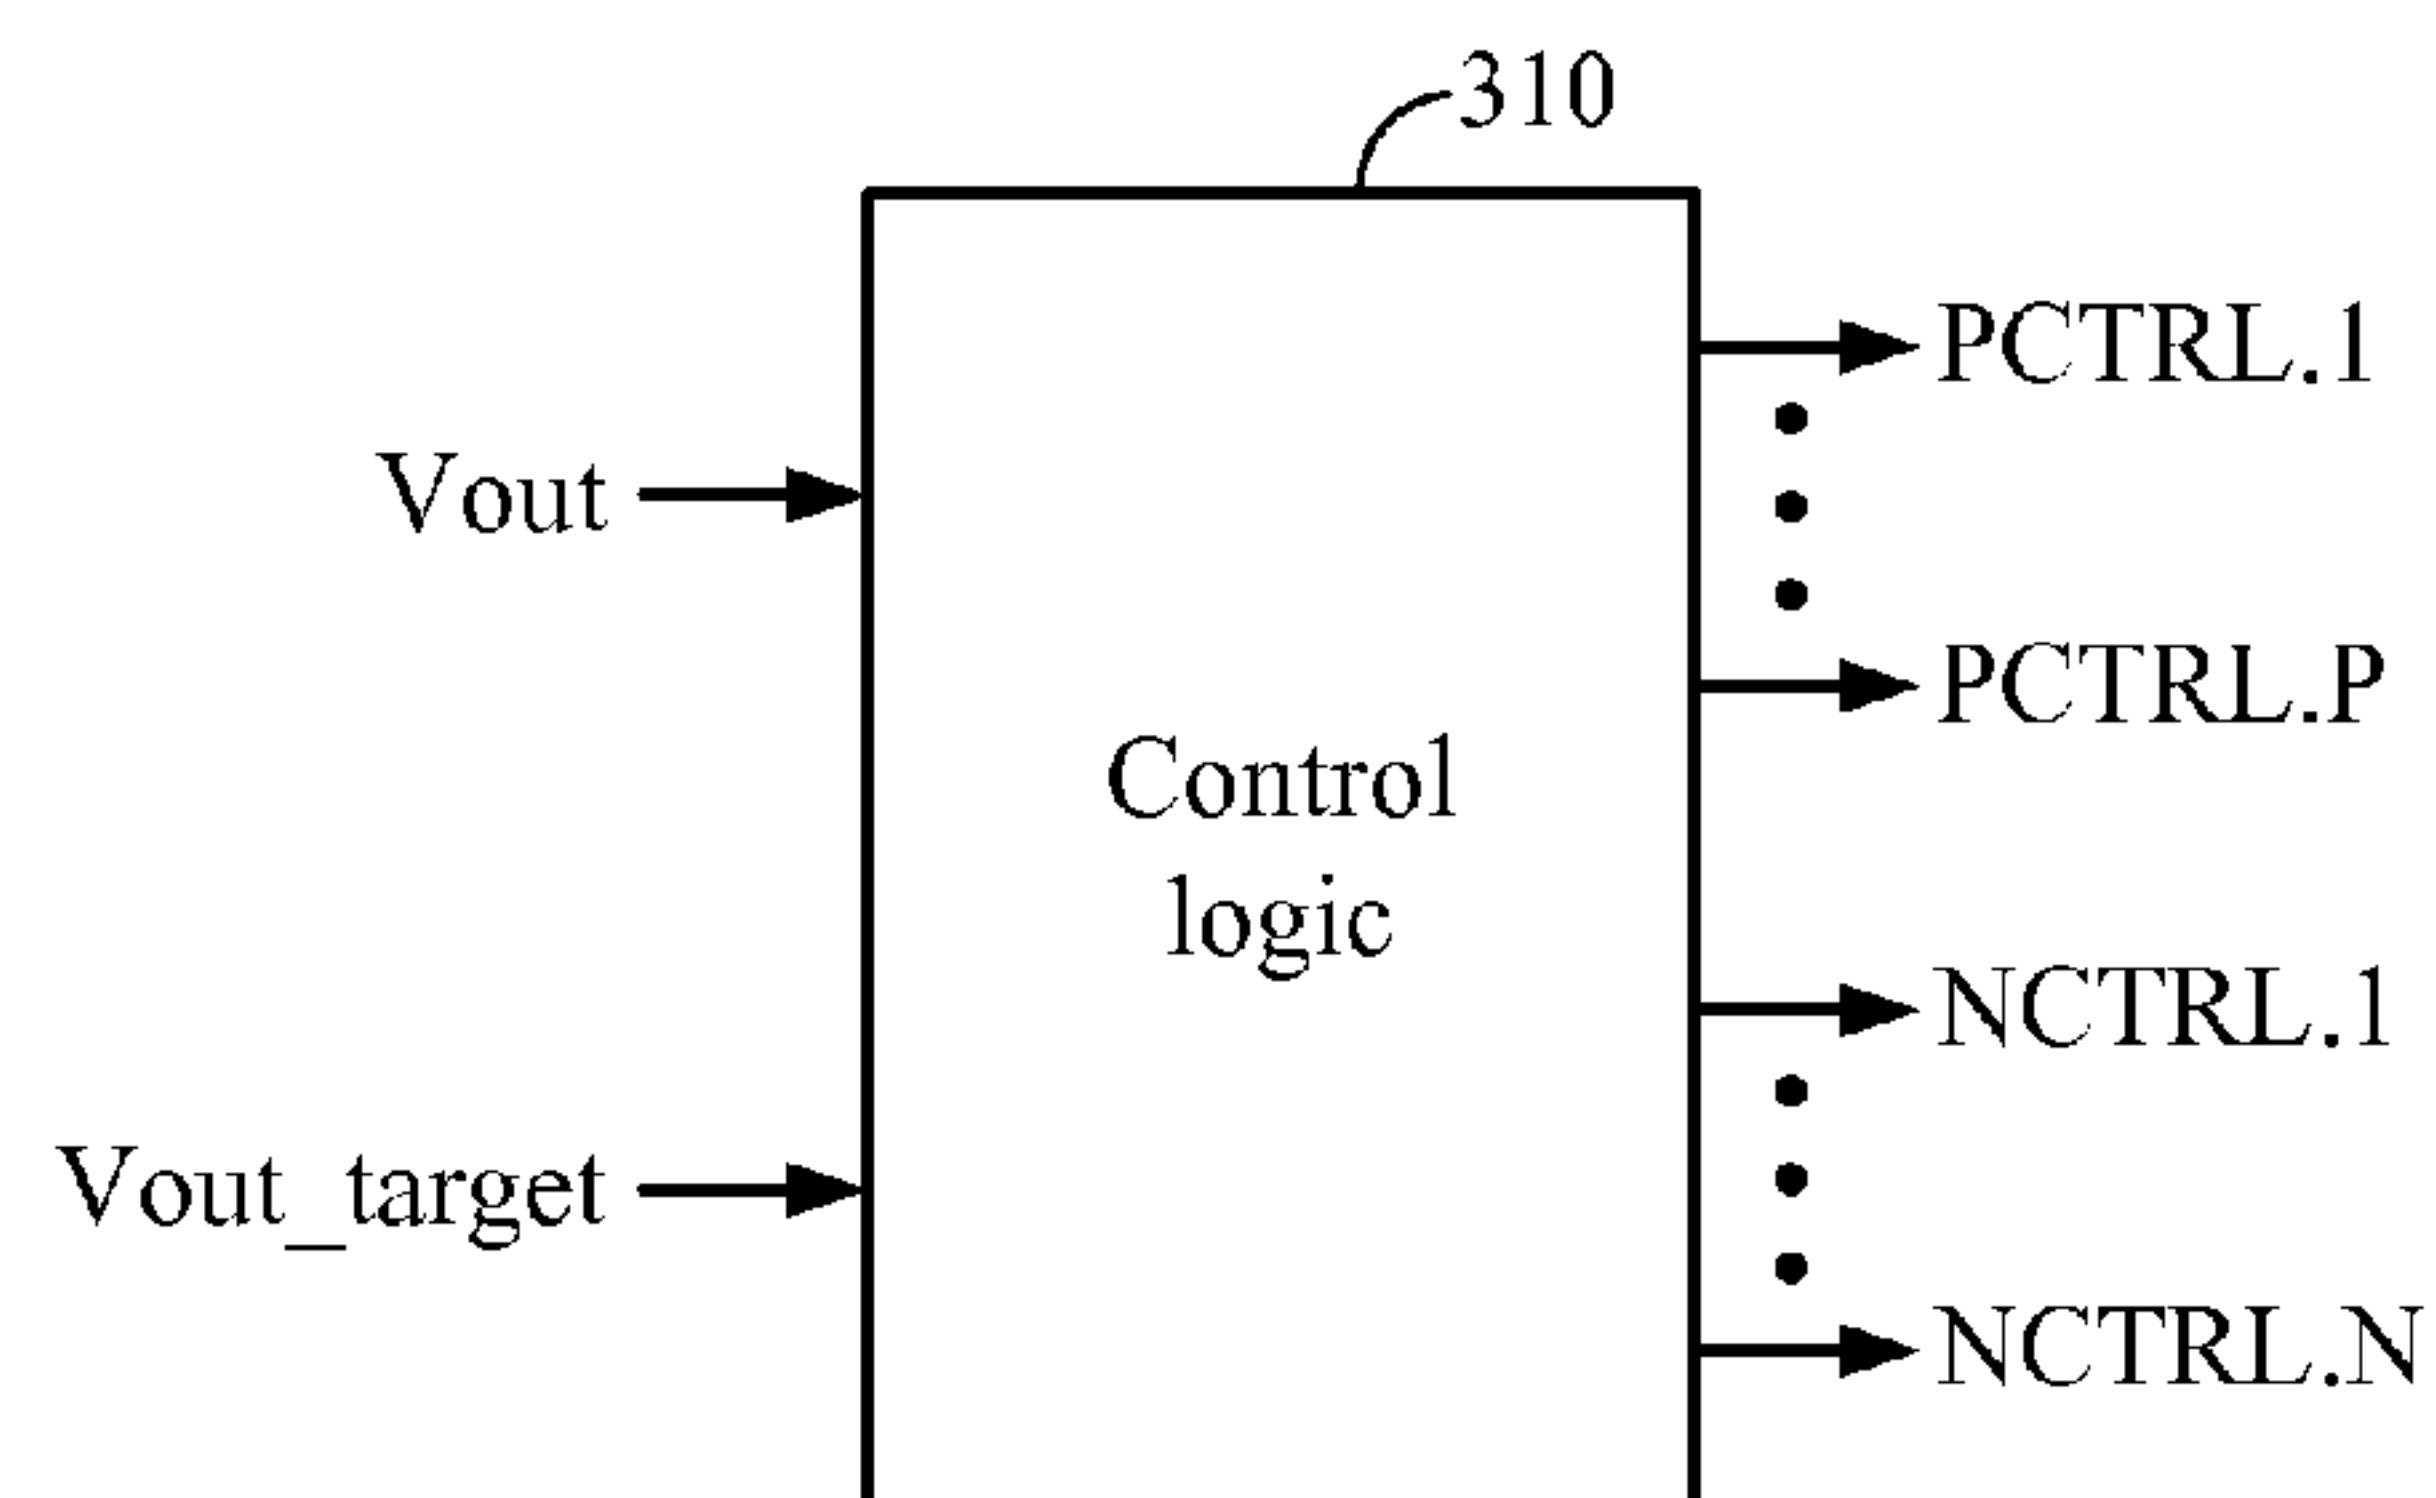 310
PCTRL.1
Vout
PCTRL.P
Control
logic
NCTRL.1
Vout_target
NCTRL.N